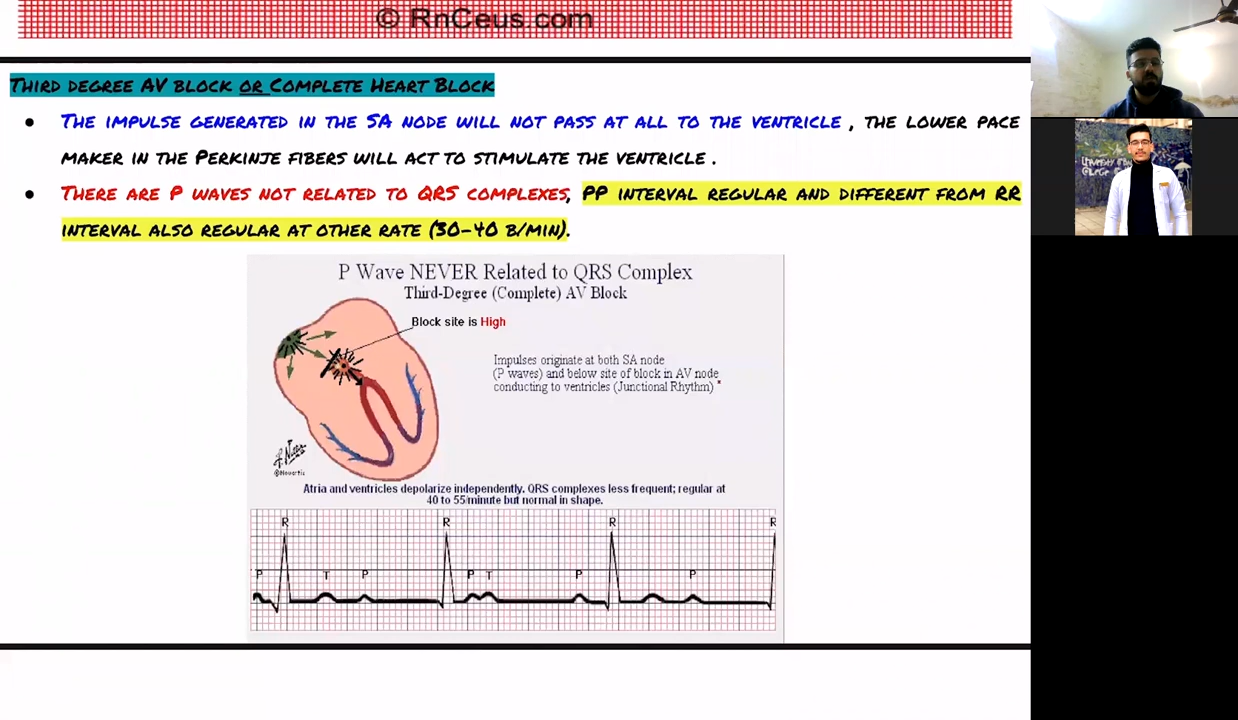 © RnCeus.com
THIRD DEGREE AV BLOCK OR COMPLETE HEART BLOCK
● THE IMPULSE GENERATED IN THE SA NODE WILL NOT PASS AT ALL TO THE VENTRICLE , THE LOWER PACE
MAKER IN THE PERKINJE FIBERS WILL ACT TO STIMULATE THE VENTRICLE .
● THERE ARE P WAVES NOT RELATED TO QRS COMPLEXES, PP INTERVAL REGULAR AND DIFFERENT FROM RR
INTERVAL ALSO REGULAR AT OTHER RATE (30-40 B/MIN).
P Wave NEVER Related to QRS Complex
Third-Degree (Complete) AV Block
Block site is High
Impulses originate at both SA node
(P waves) and below site of block in AV node
conducting to ventricles (Junctional Rhythm)
©Novartis
Atria and ventricles depolarize independently. QRS complexes less frequent; regular at
40 to 55/minute but normal in shape.
R R R R
P T P P T P P